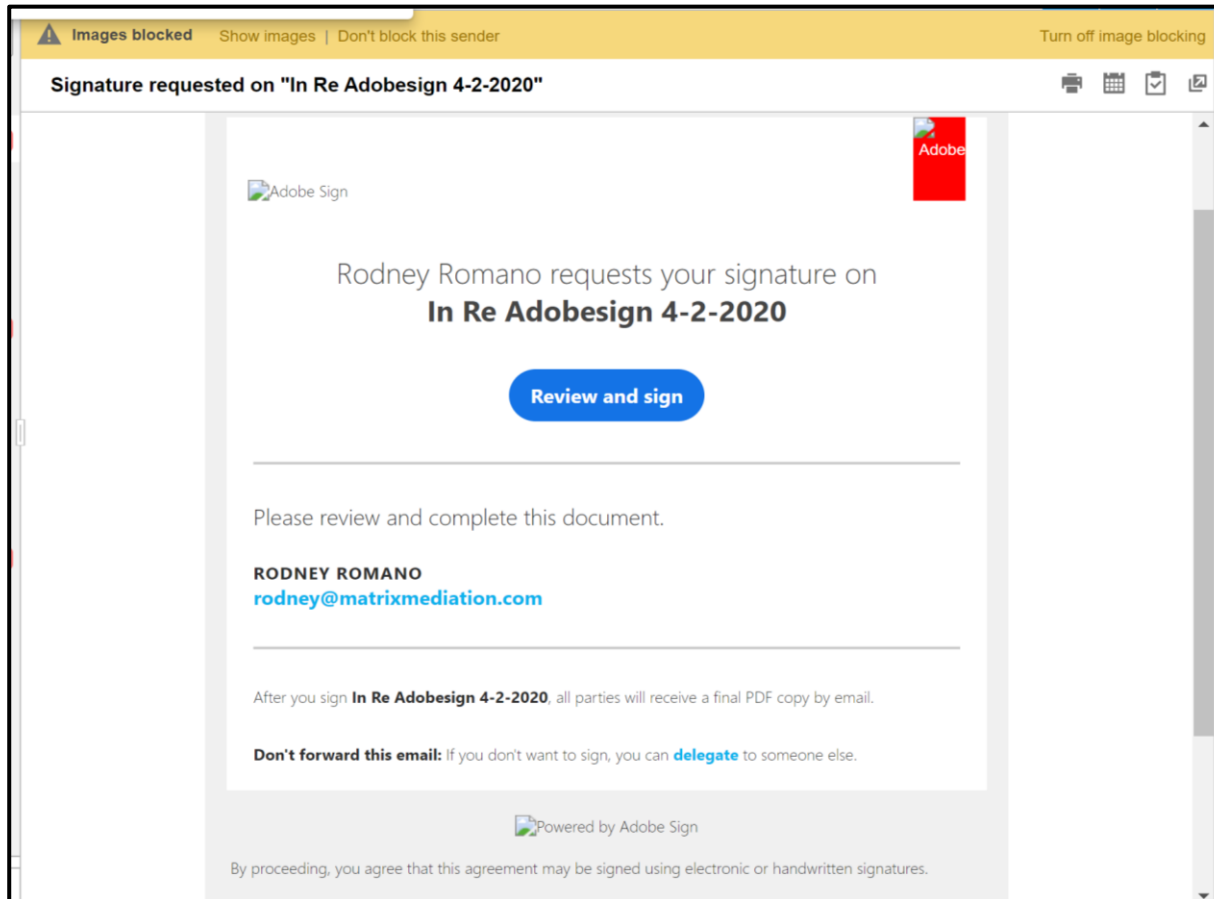 Images blocked Show images | Don't block this sender Turn off image blocking
Signature requested on "In Re Adobesign 4-2-2020"
Adobe
Adobe Sign
Rodney Romano requests your signature on
In Re Adobesign 4-2-2020
Review and sign
Please review and complete this document.
RODNEY ROMANO
rodney@matrixmediation.com
After you sign In Re Adobesign 4-2-2020, all parties will receive a final PDF copy by email.
Don't forward this email: If you don't want to sign, you can delegate to someone else.
Powered by Adobe Sign
By proceeding, you agree that this agreement may be signed using electronic or handwritten signatures.